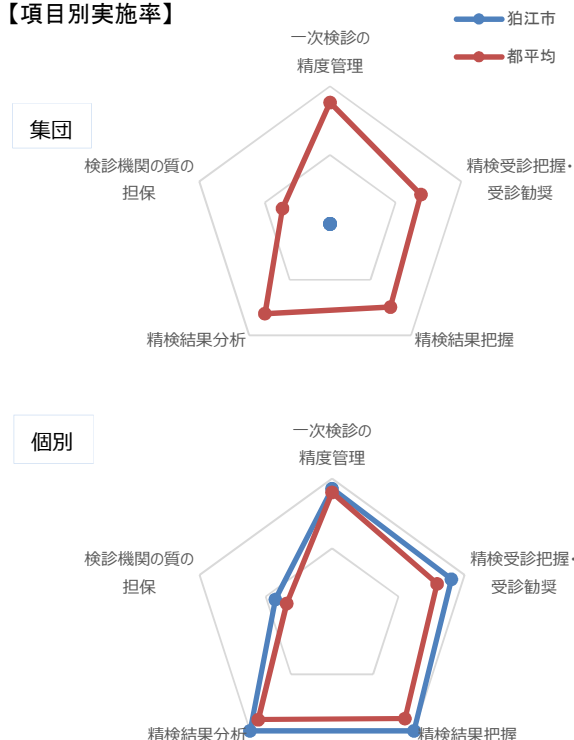 【項目別実施率】
狛江市
都平均
集団
一次検診の
精度管理
精検受診把握・
受診勧奨
精検結果把握
精検結果分析
検診機関の質の
担保
個別
一次検診の
精度管理
精検受診把握・
受診勧奨
精検結果把握
精検結果分析
検診機関の質の
担保